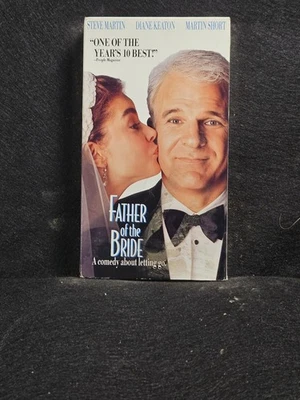 STEVE MARTIN DIANE KEATON MARTIN SHORT
"ONE OF THE
YEAR'S 10 BEST!"
-People Magazine
FATHER
of the
BRIDE
A comedy about letting go.